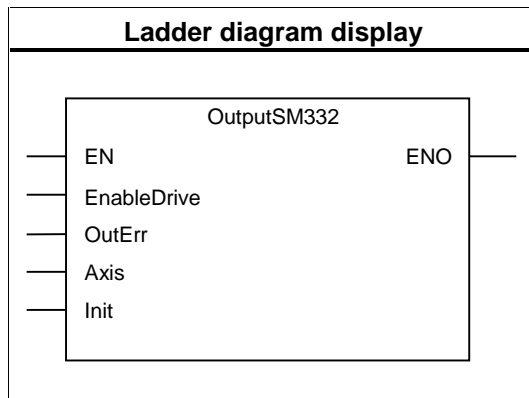 Ladder diagram display
OutputSM332
EN ENO
EnableDrive
OutErr
Axis
Init